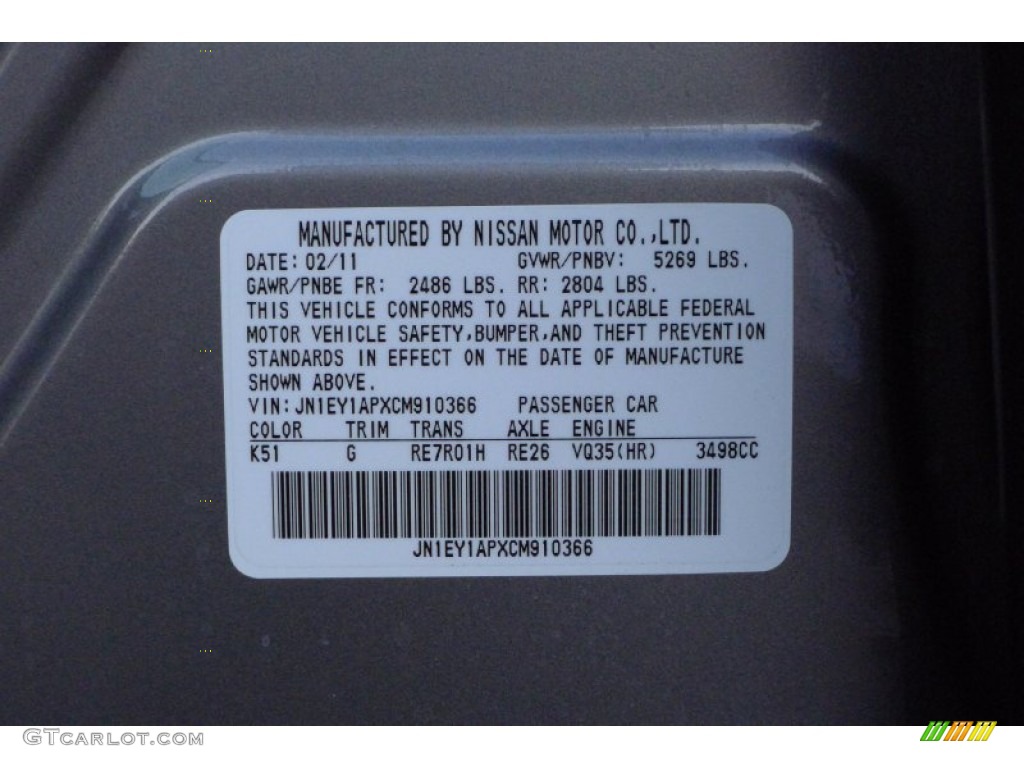 MANUFACTURED BY NISSAN MOTOR CO.,LTD.
DATE: 02/11 GVWR/PNBV: 5269 LBS.
GAWR/PNBE FR: 2486 LBS. RR: 2804 LBS.
THIS VEHICLE CONFORMS TO ALL APPLICABLE FEDERAL
MOTOR VEHICLE SAFETY,BUMPER,AND THEFT PREVENTION
STANDARDS IN EFFECT ON THE DATE OF MANUFACTURE
SHOWN ABOVE.
VIN:JN1EY1APXCM910366 PASSENGER CAR
COLOR TRIM TRANS AXLE ENGINE
K51 G RE7R01H RE26 VQ35(HR) 3498CC
JN1EY1APXCM910366
GTCarLot.com